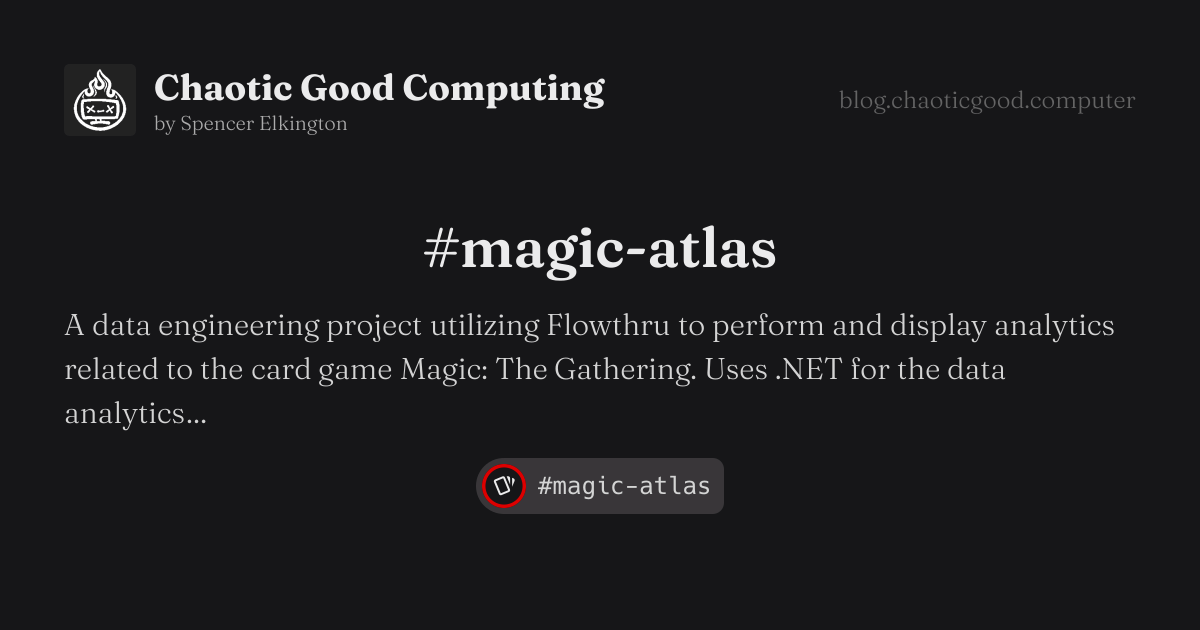 Chaotic Good Computing
by Spencer Elkington
blog.chaoticgood.computer
#magic-atlas
A data engineering project utilizing Flowthru to perform and display analytics
related to the card game Magic: The Gathering. Uses .NET for the data
analytics...
#magic-atlas